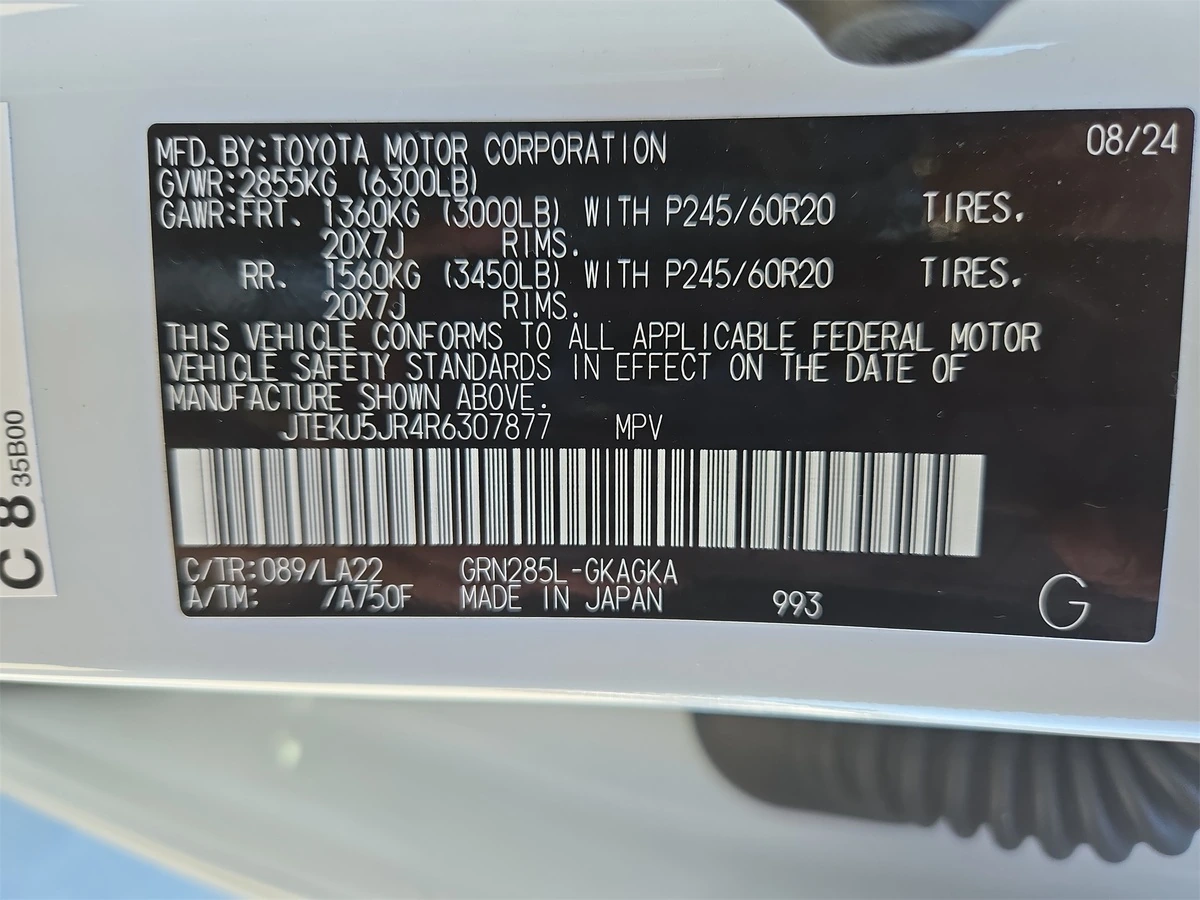 MFD. BY:TOYOTA MOTOR CORPORATION 08/24
GVWR:2855KG (6300LB)
GAWR:FRT. 1360KG (3000LB) WITH P245/60R20 TIRES.
20X7J RIMS.
RR. 1560KG (3450LB) WITH P245/60R20 TIRES.
20X7J RIMS.
THIS VEHICLE CONFORMS TO ALL APPLICABLE FEDERAL MOTOR
VEHICLE SAFETY STANDARDS IN EFFECT ON THE DATE OF
MANUFACTURE SHOWN ABOVE.
JTEKU5JR4R6307877 MPV
C/TR:089/LA22 GRN285L-GKAGKA
A/TM: /A750F MADE IN JAPAN 993 G
C 8 35B00